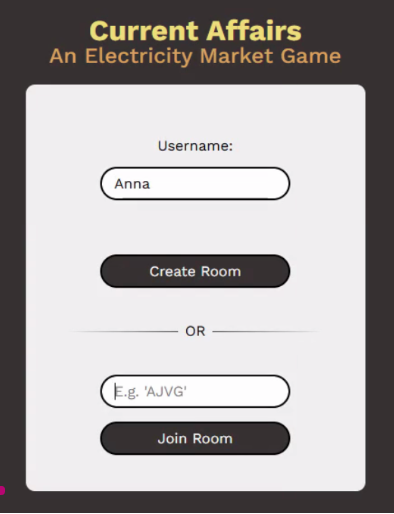 Current Affairs
An Electricity Market Game
Username:
Anna
Create Room
OR
E.g. 'AJVG'
Join Room